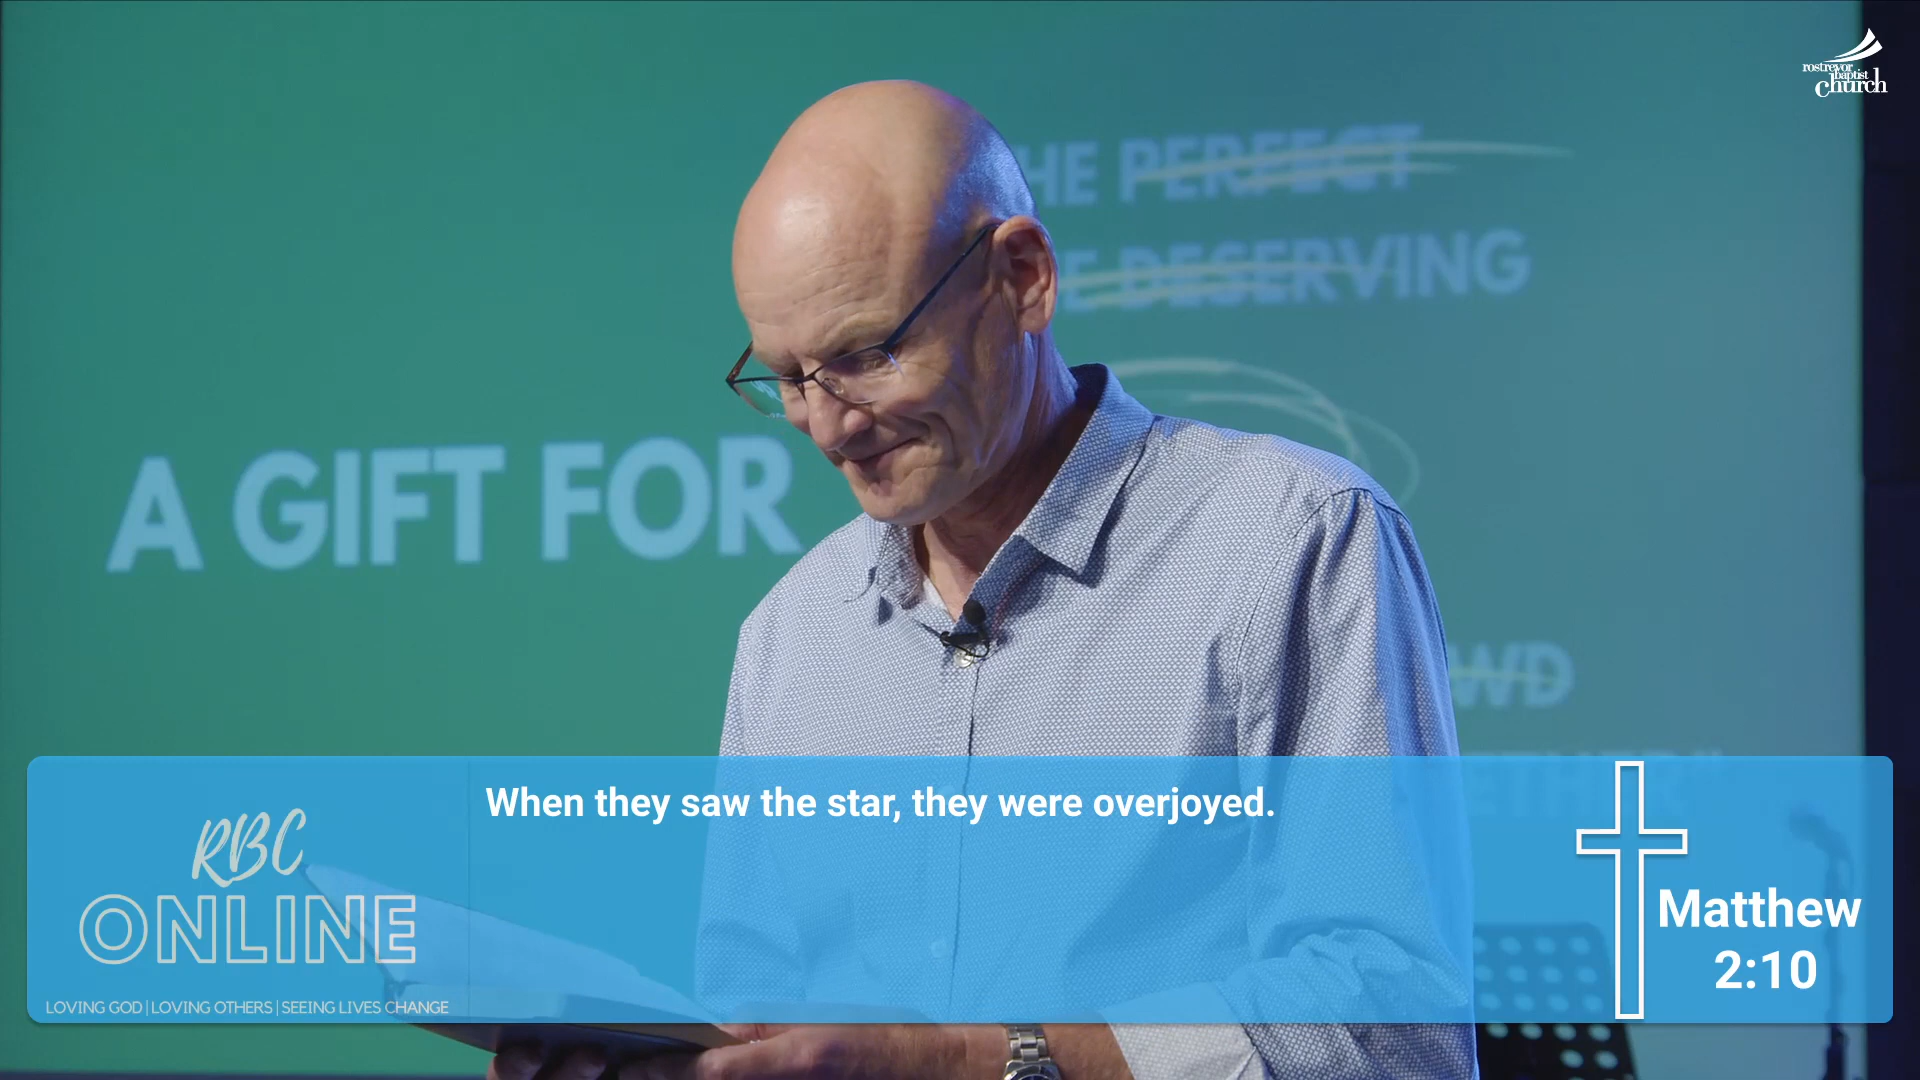 rostrevor
baptist
church
HE PERFECT
E DESERVING
A GIFT FOR
WD
ETHER"
When they saw the star, they were overjoyed.
RBC
ONLINE
LOVING GOD | LOVING OTHERS | SEEING LIVES CHANGE
Matthew
2:10